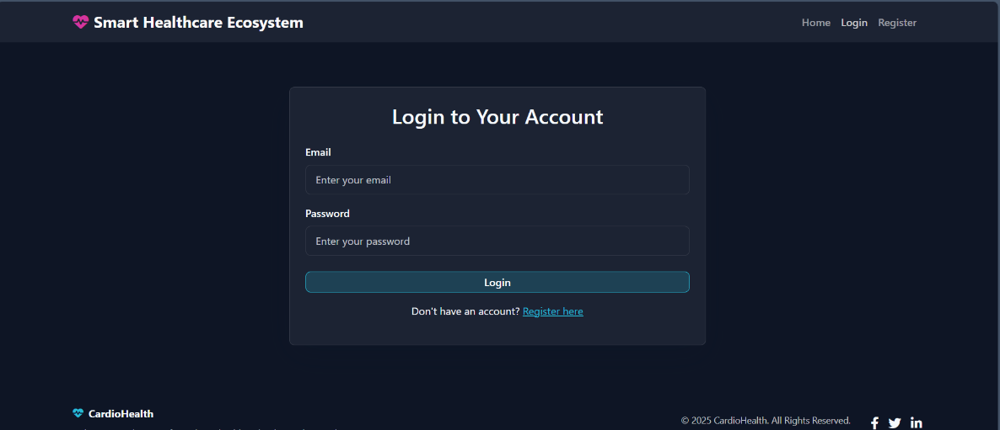 Smart Healthcare Ecosystem
Home Login Register
Login to Your Account
Email
Enter your email
Password
Enter your password
Login
Don't have an account? Register here
CardioHealth
© 2025 CardioHealth. All Rights Reserved.